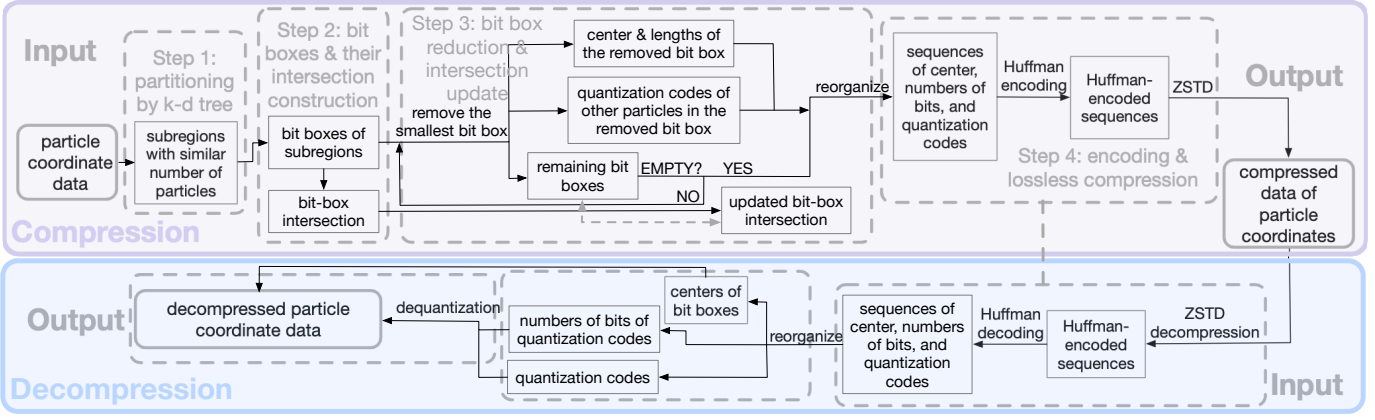 Input
Step 1:
partitioning
by k-d tree
particle
coordinate
data
subregions
with similar
number of
particles
Step 2: bit
boxes & their
intersection
construction
bit boxes of
subregions
bit-box
intersection
Step 3: bit box
reduction &
intersection
update
remove the
smallest bit box
center & lengths of
the removed bit box
quantization codes of
other particles in the
removed bit box
remaining bit
boxes
EMPTY?
YES
NO
updated bit-box
intersection
reorganize
sequences
of center,
numbers of
bits, and
quantization
codes
Huffman
encoding
Huffman-
encoded
sequences
ZSTD
Step 4: encoding &
lossless compression
Output
compressed
data of
particle
coordinates
Compression
Output
decompressed particle
coordinate data
dequantization
centers of
bit boxes
numbers of bits of
quantization codes
quantization codes
reorganize
sequences of
center, numbers
of bits, and
quantization
codes
Huffman
decoding
Huffman-
encoded
sequences
ZSTD
decompression
Input
Decompression